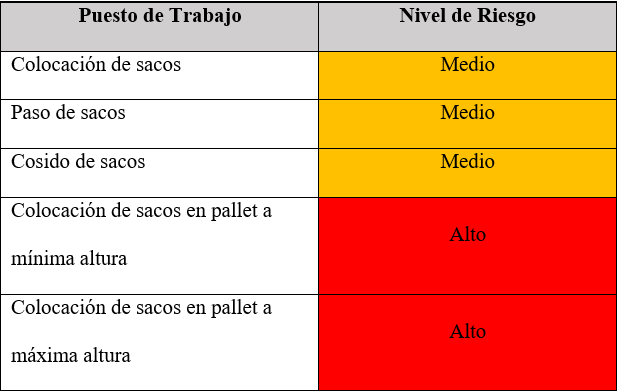 Puesto de Trabajo Nivel de Riesgo
Colocación de sacos Medio
Paso de sacos Medio
Cosido de sacos Medio
Colocación de sacos en pallet a
mínima altura
Alto
Colocación de sacos en pallet a
máxima altura
Alto